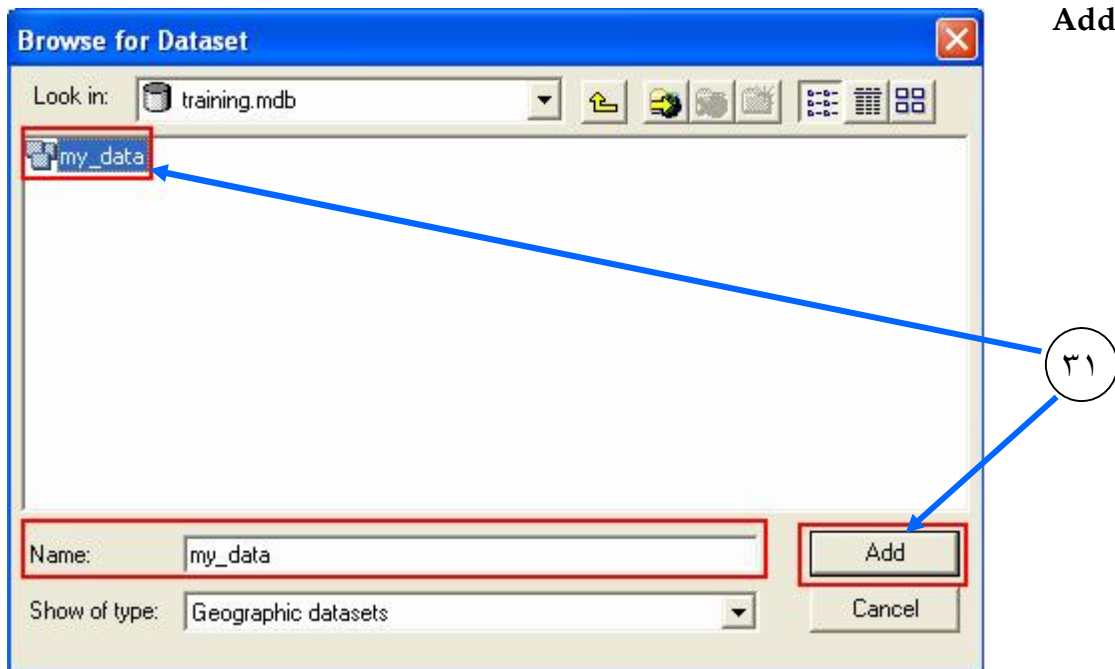 Add
Browse for Dataset
Look in: training.mdb
my_data
٣١
Name: my_data
Add
Show of type: Geographic datasets
Cancel